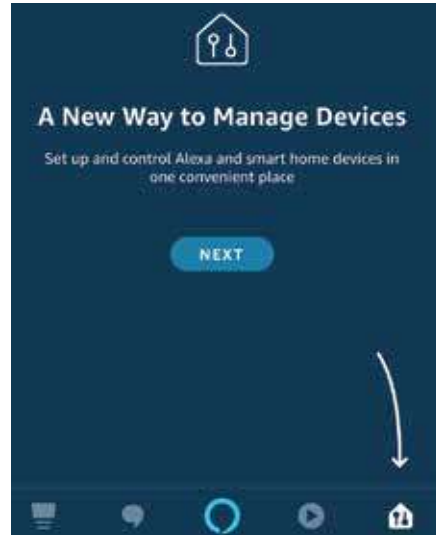 A New Way to Manage Devices
Set up and control Alexa and smart home devices in
one convenient place
NEXT